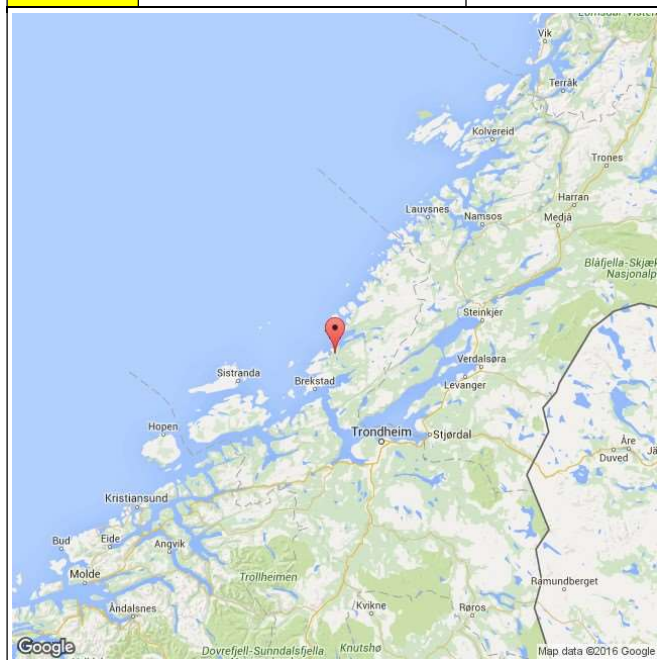 Vik
Terråk
Kolvereid
Trones
Harran
Lauvsnes
Namsos
Medjå
Blåfjella-Skjæk
Nasjonalp
Steinkjer
Verdalsøra
Sistranda
Brekstad
Levanger
Hopen
Trondheim
Stjørdal
Åre
Duved
Jä
Kristiansund
Bud
Eide
Angvik
Molde
Trollheimen
Ramundberget
Åndalsnes
Kvikne
Røros
Dovrefjell-Sunndalsfjella
Knutshø
Google
Map data ©2016 Google